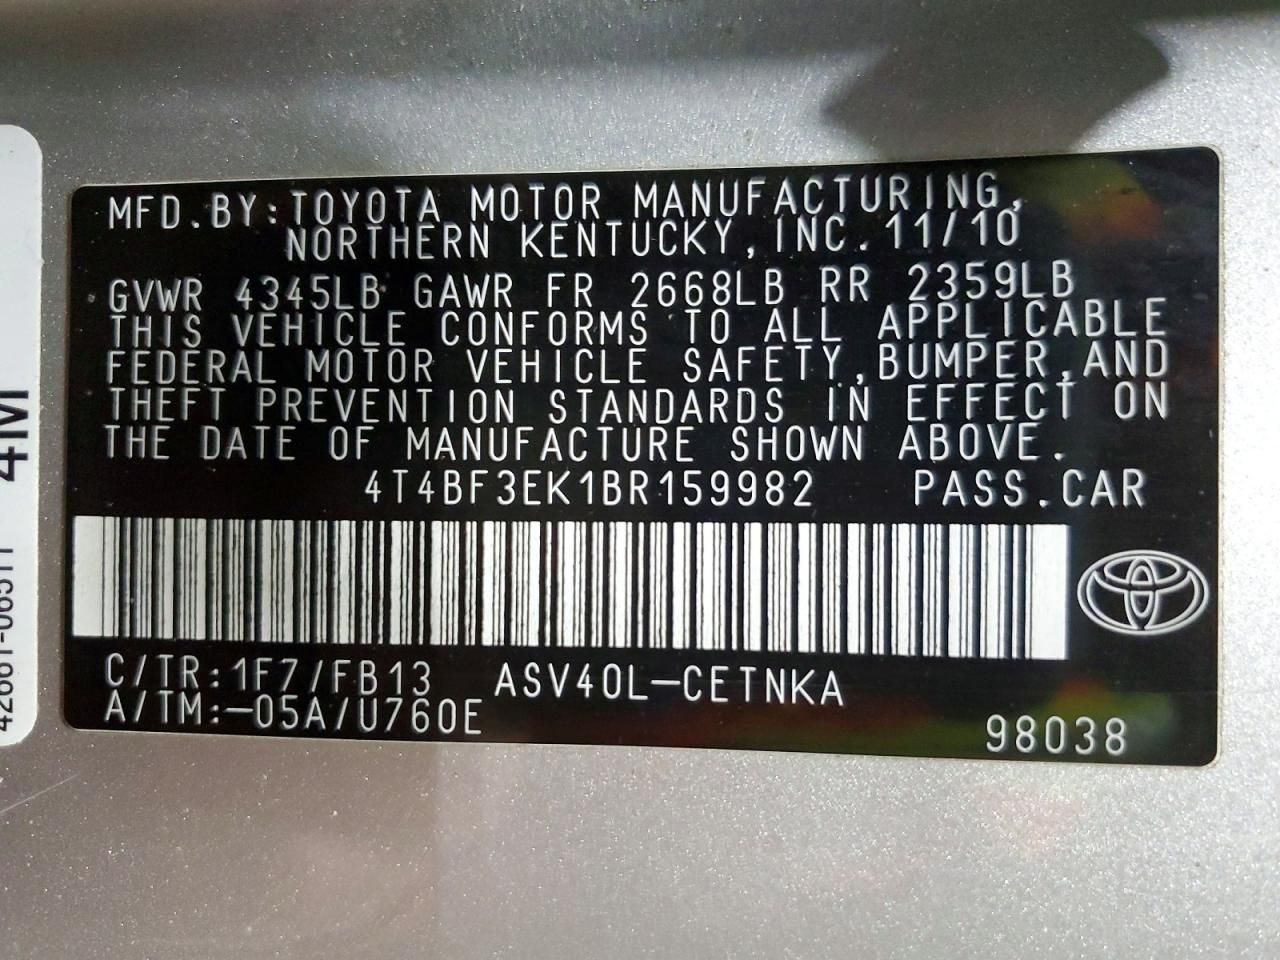 MFD.BY:TOYOTA MOTOR MANUFACTURING,
NORTHERN KENTUCKY,INC.11/10
GVWR 4345LB GAWR FR 2668LB RR 2359LB
THIS VEHICLE CONFORMS TO ALL APPLICABLE
FEDERAL MOTOR VEHICLE SAFETY,BUMPER,AND
THEFT PREVENTION STANDARDS IN EFFECT ON
THE DATE OF MANUFACTURE SHOWN ABOVE.
4T4BF3EK1BR159982 PASS.CAR
C/TR:1F7/FB13 ASV40L-CETNKA
A/TM:-05A/U760E
98038
4M